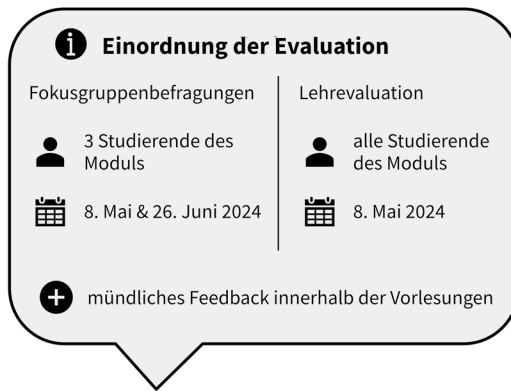 Einordnung der Evaluation
Fokusgruppenbefragungen
3 Studierende des
Moduls
8. Mai & 26. Juni 2024
Lehrevaluation
alle Studierende
des Moduls
8. Mai 2024
mündliches Feedback innerhalb der Vorlesungen